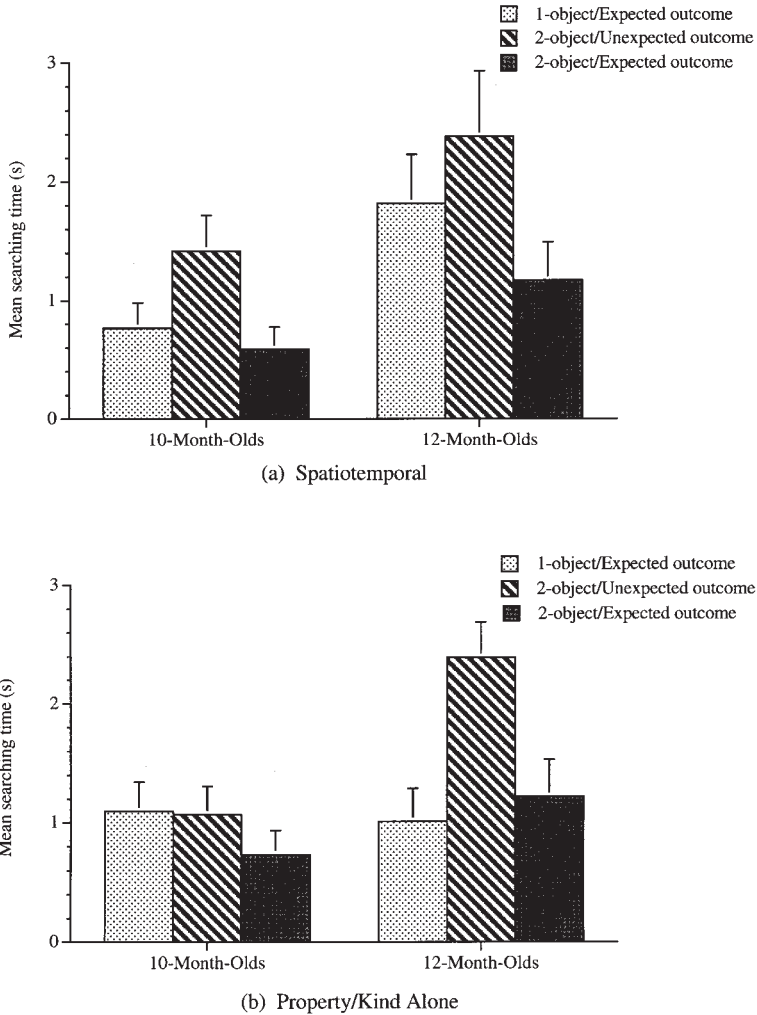 1-object/Expected outcome
2-object/Unexpected outcome
2-object/Expected outcome
3
2
1
0
Mean searching time (s)
10-Month-Olds
12-Month-Olds
(a) Spatiotemporal
1-object/Expected outcome
2-object/Unexpected outcome
2-object/Expected outcome
3
2
1
0
Mean searching time (s)
10-Month-Olds
12-Month-Olds
(b) Property/Kind Alone